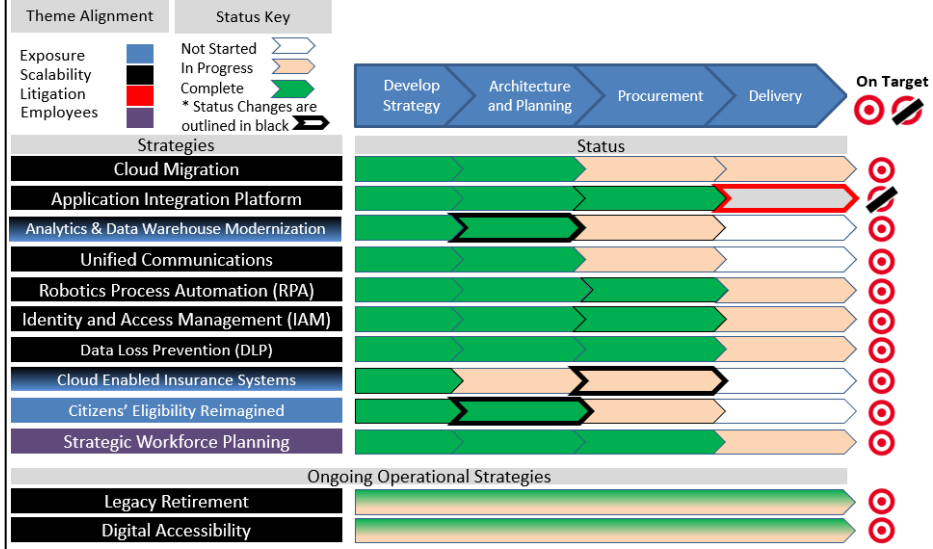 Theme Alignment
Status Key
Exposure
Scalability
Litigation
Employees
Not Started
In Progress
Complete
* Status Changes are
outlined in black
Develop
Strategy
Architecture
and Planning
Procurement
Delivery
On Target
Strategies
Status
Cloud Migration
Application Integration Platform
Analytics & Data Warehouse Modernization
Unified Communications
Robotics Process Automation (RPA)
Identity and Access Management (IAM)
Data Loss Prevention (DLP)
Cloud Enabled Insurance Systems
Citizens' Eligibility Reimagined
Strategic Workforce Planning
Ongoing Operational Strategies
Legacy Retirement
Digital Accessibility